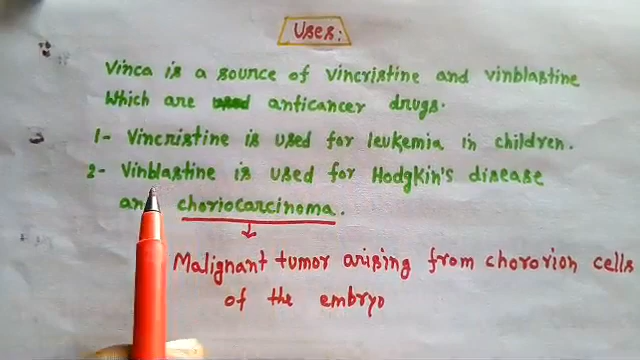 Uses:
Vinca is a source of vincristine and vinblastine
Which are used anticancer drugs.
1- Vincristine is used for leukemia in children.
2- Vinblastine is used for Hodgkin's disease
and choriocarcinoma.
Malignant tumor arising from chororion cells
of the embryo